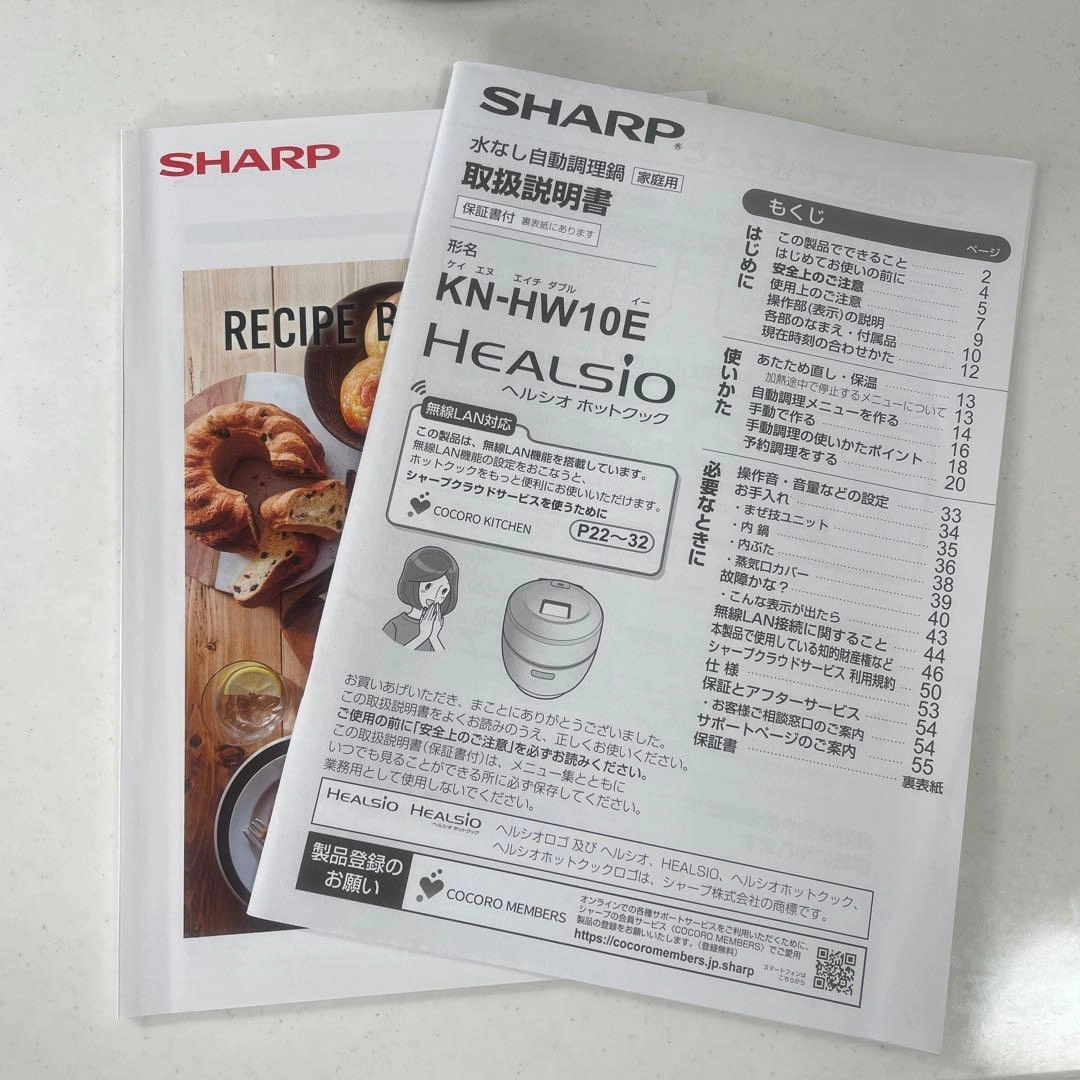 SHARP
RECIPE B
SHARP®
水なし自動調理鍋 家庭用
取扱説明書
保証書付 裏表紙にあります
形名
ケイ エヌ エイチ ダブル イー
KN-HW10E
HEALSiO
ヘルシオ ホットクック
無線LAN対応
この製品は、無線LAN機能を搭載しています。
無線LAN機能の設定をおこなうと、
ホットクックをもっと便利にお使いいただけます。
シャープクラウドサービスを使うために
COCORO KITCHEN P22～32
お買いあげいただき、まことにありがとうございました。
この取扱説明書をよくお読みのうえ、正しくお使いください。
ご使用の前に「安全上のご注意」を必ずお読みください。
この取扱説明書(保証書付)は、メニュー集とともに
いつでも見ることができる所に必ず保存してください。
業務用として使用しないでください。
もくじ
ページ
はじめに
この製品でできること 2
はじめてお使いの前に 4
安全上のご注意 5
使用上のご注意 7
操作部(表示)の説明 9
各部のなまえ・付属品 10
現在時刻の合わせかた 12
使いかた
あたため直し・保温 13
加熱途中で停止するメニューについて 13
自動調理メニューを作る 14
手動で作る 16
手動調理の使いかたポイント 18
予約調理をする 20
必要なときに
操作音・音量などの設定 33
お手入れ 34
・まぜ技ユニット 35
・内鍋 36
・内ぶた 38
・蒸気口カバー 39
故障かな？ 40
・こんな表示が出たら 43
無線LAN接続に関すること 44
本製品で使用している知的財産権など 46
シャープクラウドサービス 利用規約 50
仕様 53
保証とアフターサービス 54
・お客様ご相談窓口のご案内 54
サポートページのご案内 55
保証書 裏表紙
HEALSiO HEALSiO ヘルシオロゴ 及び ヘルシオ、HEALSIO、ヘルシオホットクック、
ヘルシオ ホットクック ヘルシオホットクックロゴは、シャープ株式会社の商標です。
製品登録の
お願い
COCORO MEMBERS
オンラインでの各種サポートサービスをご利用いただくために、
シャープの会員サービス〈COCORO MEMBERS〉でご愛用
製品の登録をお願いいたします。（登録無料）
https://cocoromembers.jp.sharp
スマートフォンは
こちらから